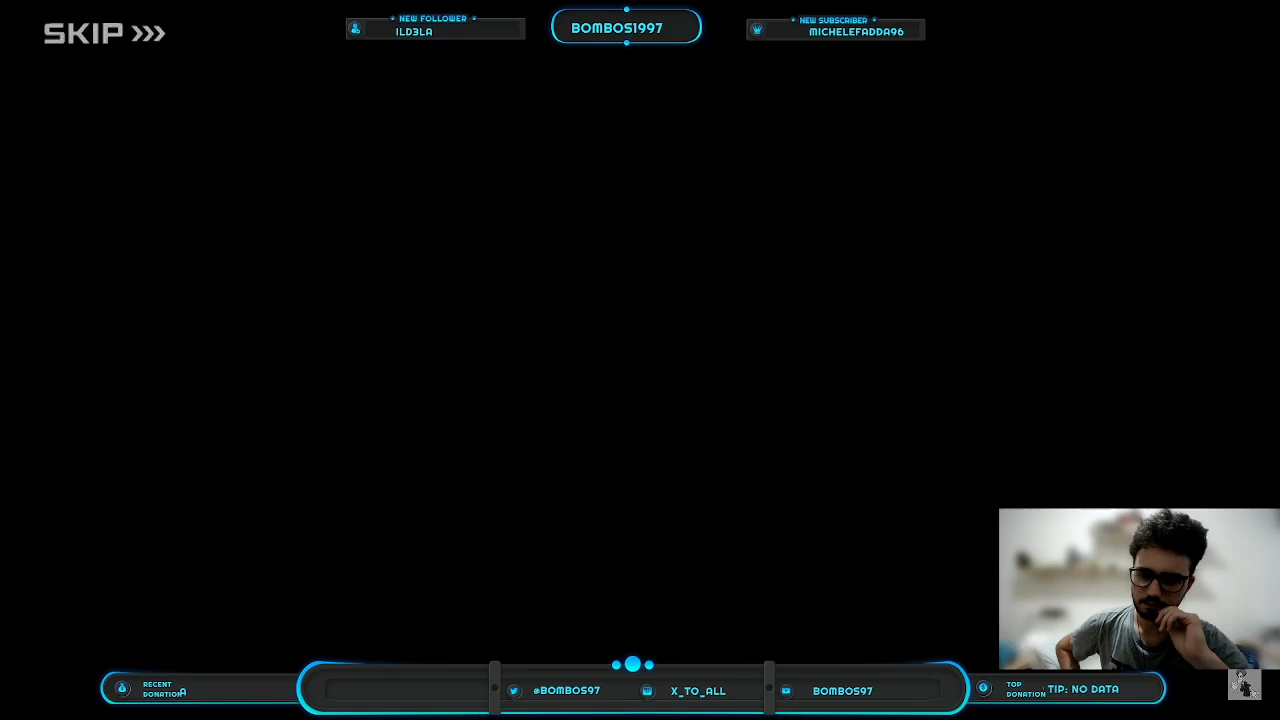 SKIP >>>
NEW FOLLOWER
ILD3LA
BOMBOS1997
NEW SUBSCRIBER
MICHELEFADDA96
RECENT
DONATION
A
@BOMBOS97
X_TO_ALL
BOMBOS97
TOP
DONATION
TIP: NO DATA